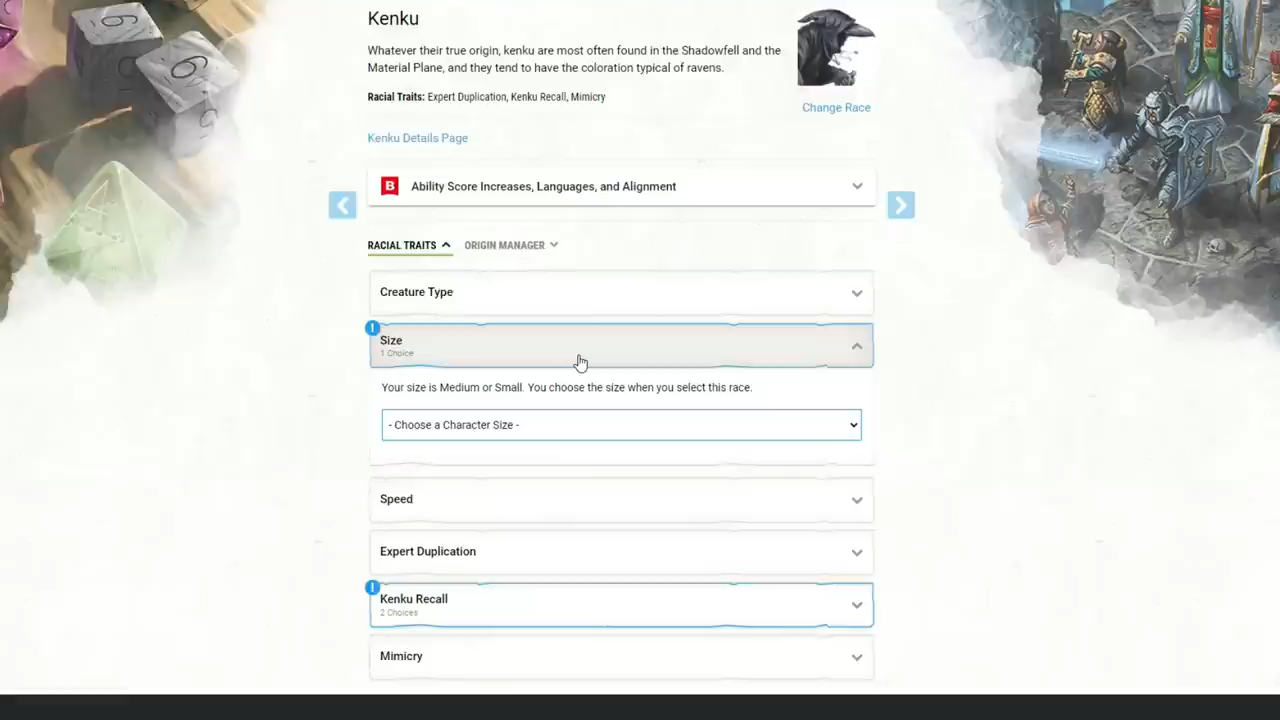 Kenku
Whatever their true origin, kenku are most often found in the Shadowfell and the
Material Plane, and they tend to have the coloration typical of ravens.
Racial Traits: Expert Duplication, Kenku Recall, Mimicry
Change Race
Kenku Details Page
B Ability Score Increases, Languages, and Alignment
RACIAL TRAITS ORIGIN MANAGER
Creature Type
!
Size
1 Choice
Your size is Medium or Small. You choose the size when you select this race.
- Choose a Character Size -
Speed
Expert Duplication
!
Kenku Recall
2 Choices
Mimicry